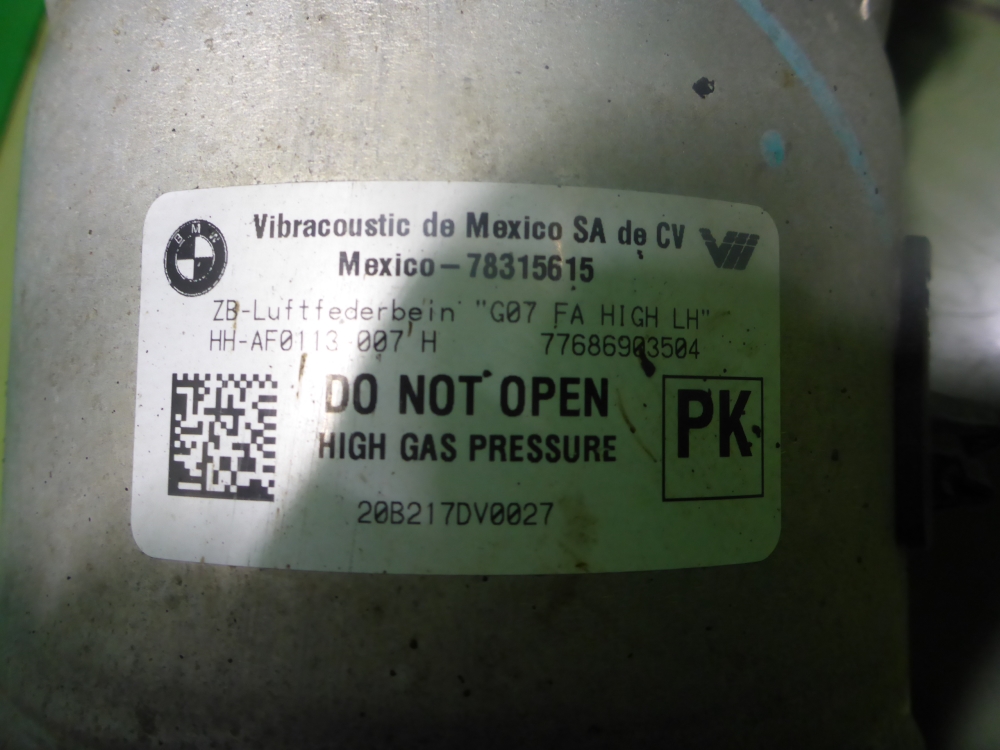 BMW
Vibracoustic de Mexico SA de CV
Mexico-78315615
ZB-Luftfederbein "G07 FA HIGH LH"
HH-AF0113 007 H 77686903504
DO NOT OPEN
HIGH GAS PRESSURE
PK
20B217DV0027